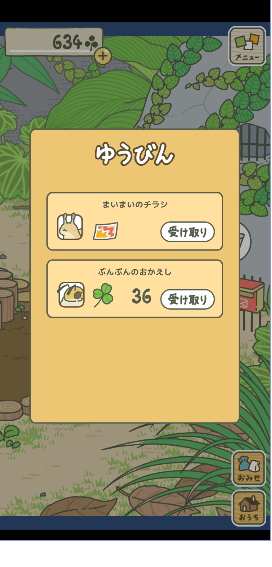 634
メニュー
ゆうびん
まいまいのチラシ
受け取り
ぶんぶんのおかえし
36
受け取り
おみせ
おうち